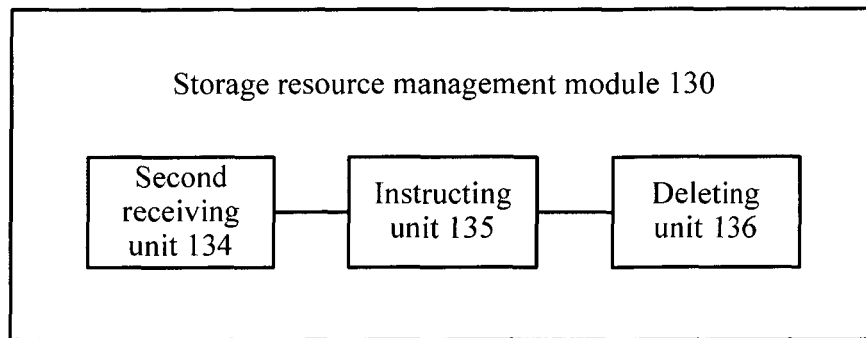 Storage resource management module 130
Second
receiving
unit 134
Instructing
unit 135
Deleting
unit 136